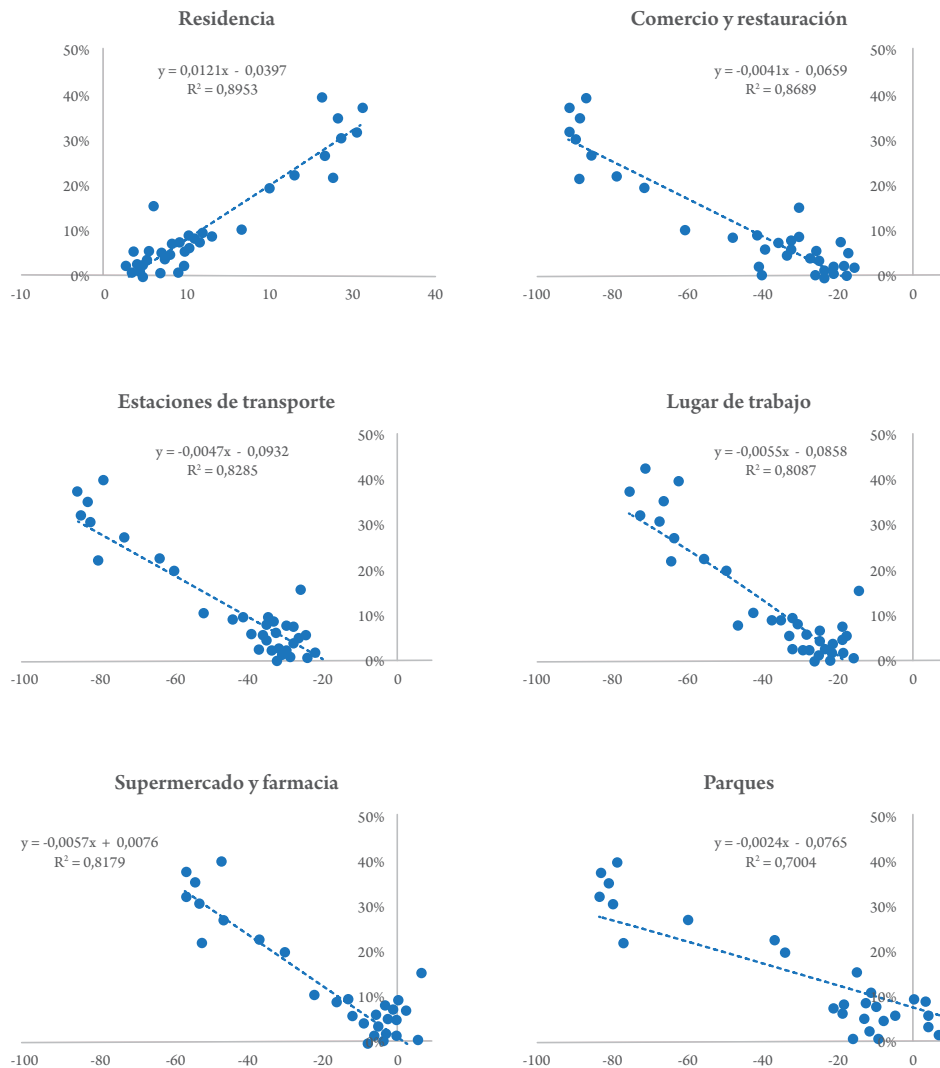 Residencia
50%
y = 0,0121x - 0,0397
R² = 0,8953
40%
30%
20%
10%
0%
-10 0 10 10 30 40
Comercio y restauración
50%
y = -0,0041x - 0,0659
R² = 0,8689
40%
30%
20%
10%
0%
-100 -80 -60 -40 -20 0
Estaciones de transporte
50%
y = -0,0047x - 0,0932
R² = 0,8285
40%
30%
20%
10%
0%
-100 -80 -60 -40 -20 0
Lugar de trabajo
50%
y = -0,0055x - 0,0858
R² = 0,8087
40%
30%
20%
10%
0%
-100 -80 -60 -40 -20 0
Supermercado y farmacia
50%
y = -0,0057x + 0,0076
R² = 0,8179
40%
30%
20%
10%
0%
-100 -80 -60 -40 -20 0
Parques
50%
y = -0,0024x - 0,0765
R² = 0,7004
40%
30%
20%
10%
0%
-100 -80 -60 -40 -20 0